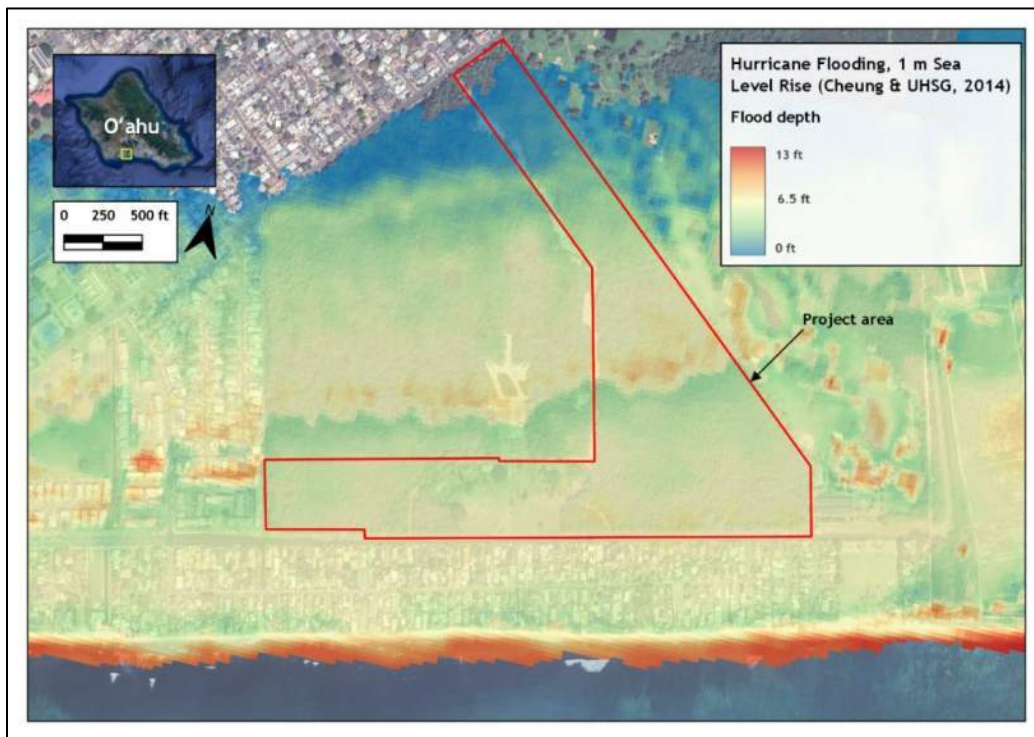 O‘ahu
0 250 500 ft
N
Hurricane Flooding, 1 m Sea
Level Rise (Cheung & UHSG, 2014)
Flood depth
13 ft
6.5 ft
0 ft
Project area